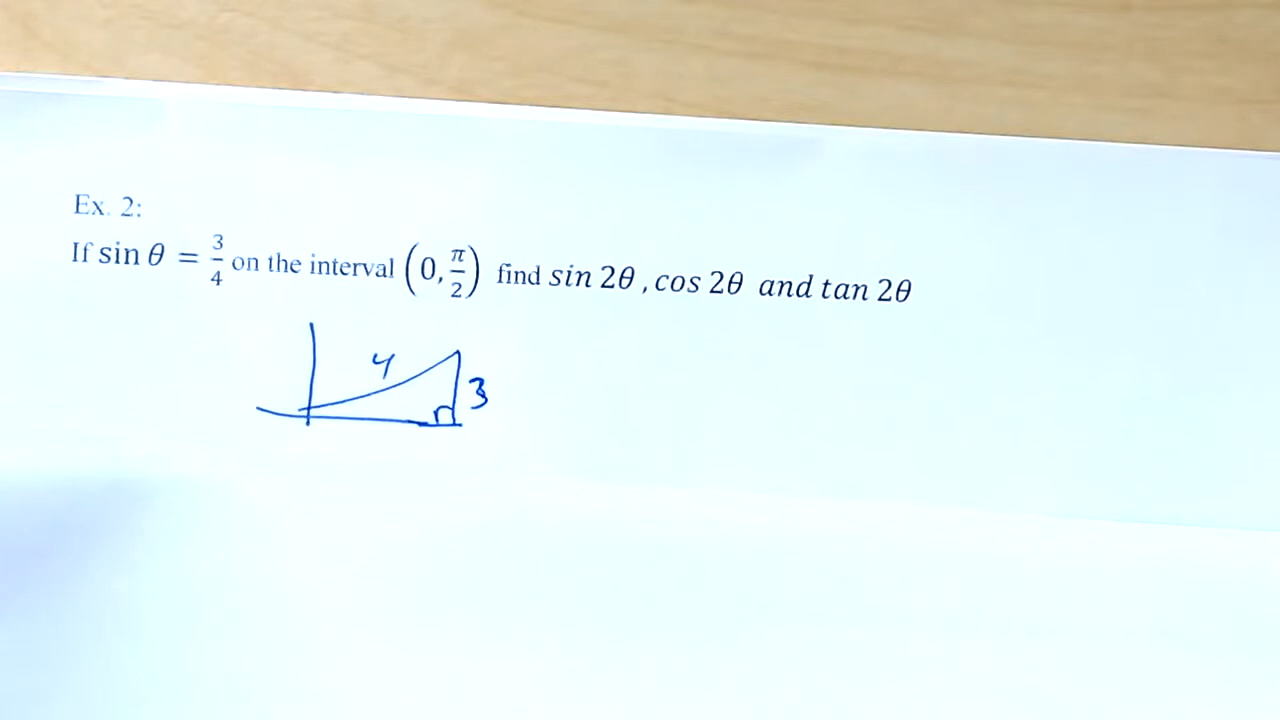 Ex. 2:
If sin θ = 3/4 on the interval (0, π/2) find sin 2θ , cos 2θ and tan 2θ
4
3